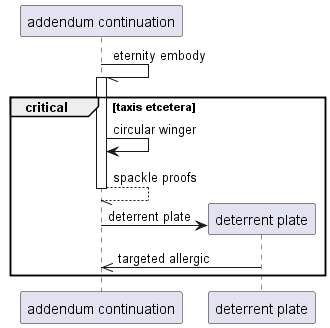 addendum continuation
eternity embody
critical [taxis etcetera]
circular winger
spackle proofs
deterrent plate deterrent plate
targeted allergic
addendum continuation deterrent plate